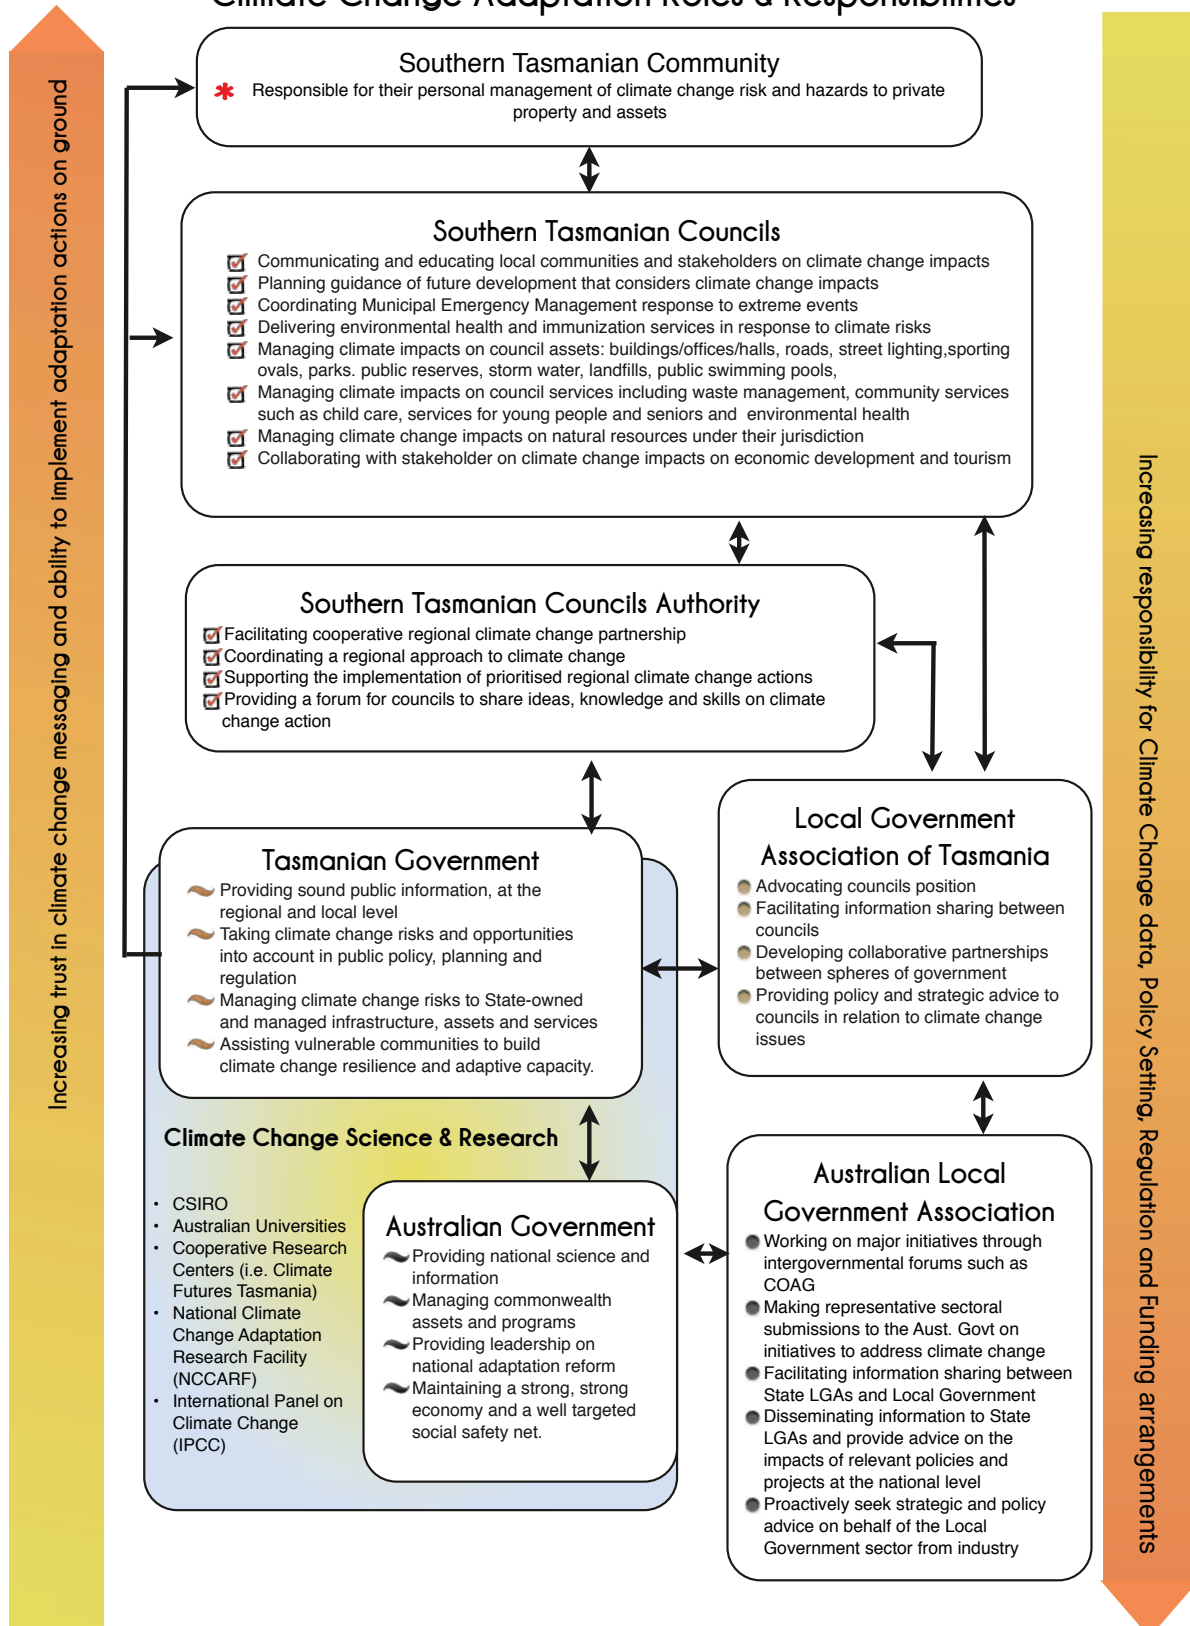 Climate Change Adaptation Roles & Responsibilities
Increasing trust in climate change messaging and ability to implement adaptation actions on ground
Southern Tasmanian Community
Responsible for their personal management of climate change risk and hazards to private
property and assets
Southern Tasmanian Councils
Communicating and educating local communities and stakeholders on climate change impacts
Planning guidance of future development that considers climate change impacts
Coordinating Municipal Emergency Management response to extreme events
Delivering environmental health and immunization services in response to climate risks
Managing climate impacts on council assets: buildings/offices/halls, roads, street lighting,sporting
ovals, parks. public reserves, storm water, landfills, public swimming pools,
Managing climate impacts on council services including waste management, community services
such as child care, services for young people and seniors and environmental health
Managing climate change impacts on natural resources under their jurisdiction
Collaborating with stakeholder on climate change impacts on economic development and tourism
Southern Tasmanian Councils Authority
Facilitating cooperative regional climate change partnership
Coordinating a regional approach to climate change
Supporting the implementation of prioritised regional climate change actions
Providing a forum for councils to share ideas, knowledge and skills on climate
change action
Tasmanian Government
Providing sound public information, at the
regional and local level
Taking climate change risks and opportunities
into account in public policy, planning and
regulation
Managing climate change risks to State-owned
and managed infrastructure, assets and services
Assisting vulnerable communities to build
climate change resilience and adaptive capacity.
Local Government
Association of Tasmania
Advocating councils position
Facilitating information sharing between
councils
Developing collaborative partnerships
between spheres of government
Providing policy and strategic advice to
councils in relation to climate change
issues
Climate Change Science & Research
• CSIRO
• Australian Universities
• Cooperative Research
Centers (i.e. Climate
Futures Tasmania)
• National Climate
Change Adaptation
Research Facility
(NCCARF)
• International Panel on
Climate Change
(IPCC)
Australian Government
Providing national science and
information
Managing commonwealth
assets and programs
Providing leadership on
national adaptation reform
Maintaining a strong, strong
economy and a well targeted
social safety net.
Australian Local
Government Association
Working on major initiatives through
intergovernmental forums such as
COAG
Making representative sectoral
submissions to the Aust. Govt on
initiatives to address climate change
Facilitating information sharing between
State LGAs and Local Government
Disseminating information to State
LGAs and provide advice on the
impacts of relevant policies and
projects at the national level
Proactively seek strategic and policy
advice on behalf of the Local
Government sector from industry
Increasing responsibility for Climate Change data, Policy Setting, Regulation and Funding arrangements